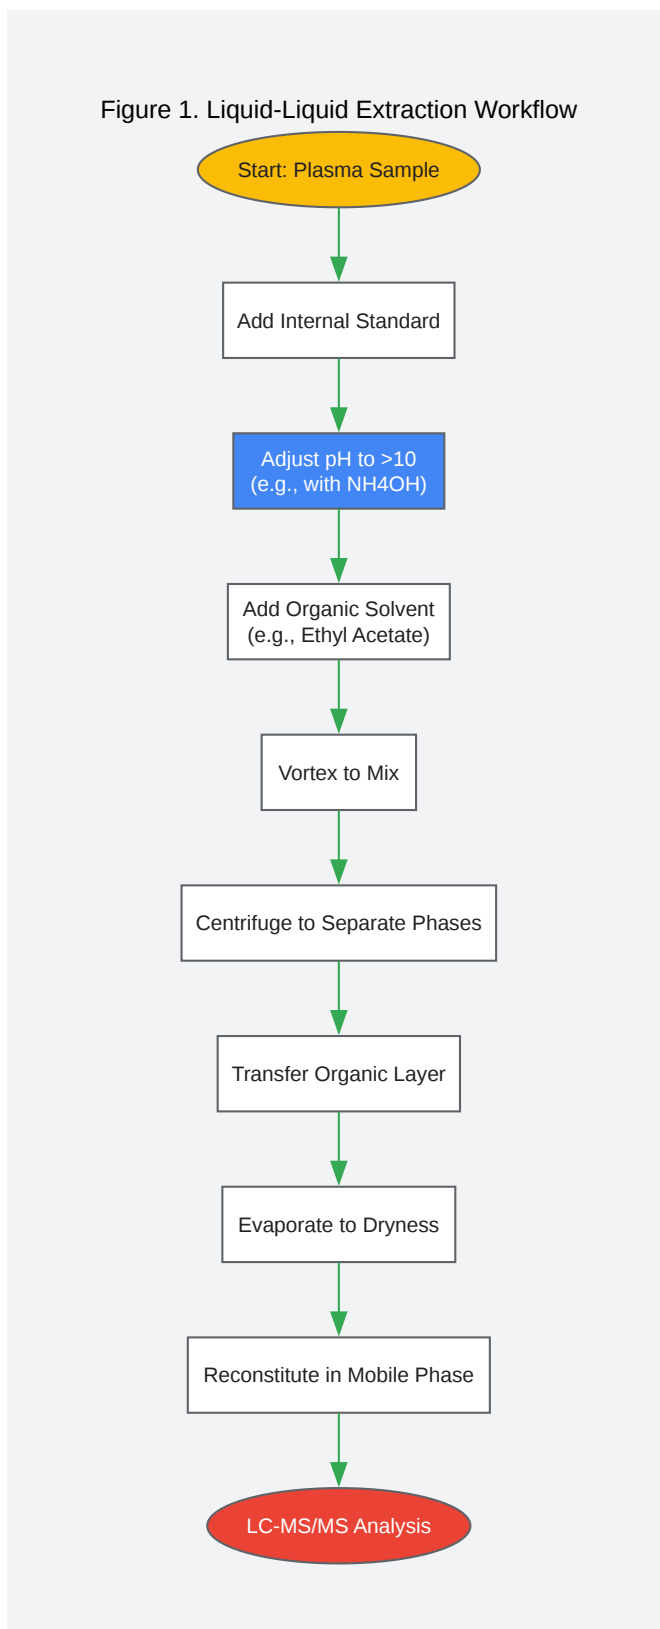 Figure 1. Liquid-Liquid Extraction Workflow
Start: Plasma Sample
Add Internal Standard
Adjust pH to >10
(e.g., with NH4OH)
Add Organic Solvent
(e.g., Ethyl Acetate)
Vortex to Mix
Centrifuge to Separate Phases
Transfer Organic Layer
Evaporate to Dryness
Reconstitute in Mobile Phase
LC-MS/MS Analysis